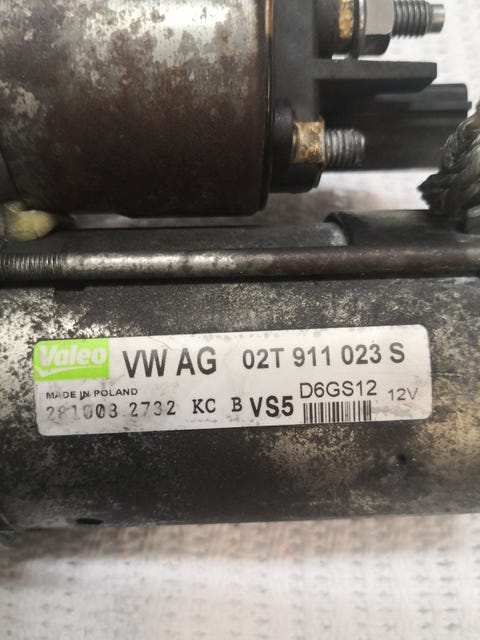 Valeo VW AG 02T 911 023 S
MADE IN POLAND
281003 2732 KC B VS5 D6GS12 12V